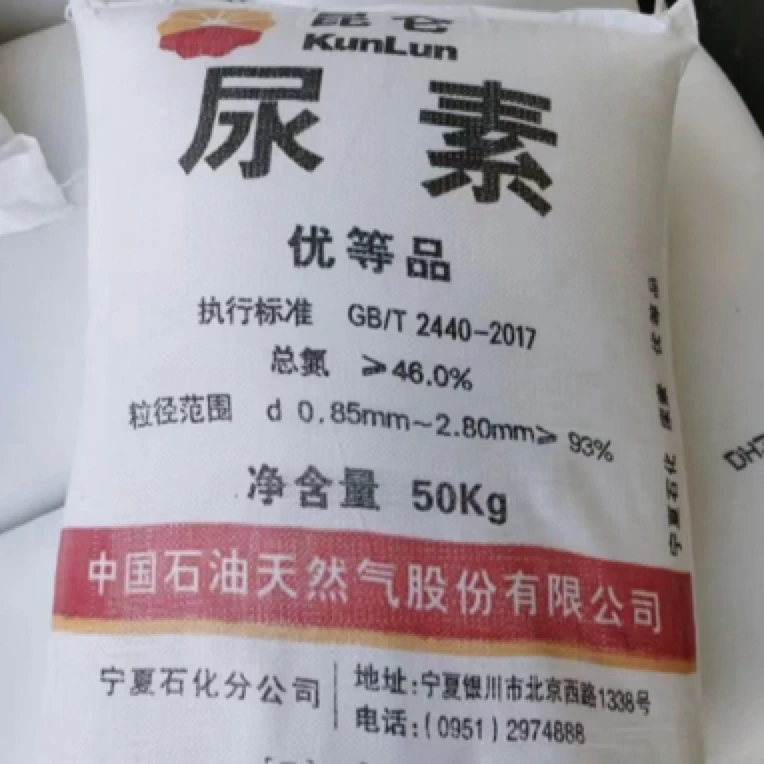 昆仑
KunLun
尿素
优等品
执行标准 GB/T 2440-2017
总氮 ≥46.0%
粒径范围 d 0.85mm~2.80mm≥ 93%
净含量 50Kg
中国石油天然气股份有限公司
宁夏石化分公司
地址:宁夏银川市北京西路1338号
电话:(0951)2974888